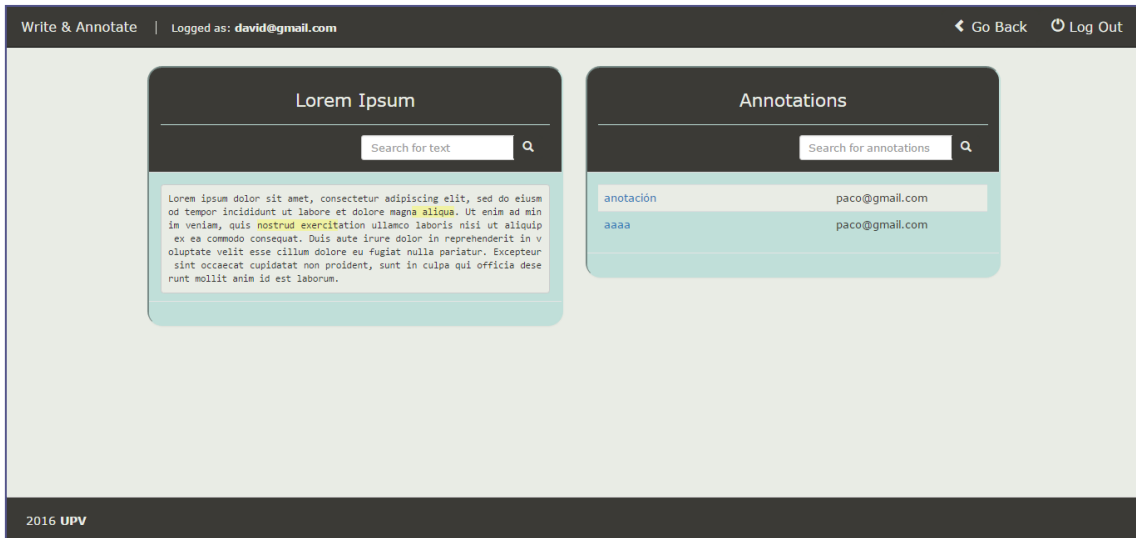 Write & Annotate | Logged as: david@gmail.com Go Back Log Out
Lorem Ipsum
Search for text
Lorem ipsum dolor sit amet, consectetur adipiscing elit, sed do eiusm
od tempor incididunt ut labore et dolore magna aliqua. Ut enim ad min
im veniam, quis nostrud exercitation ullamco laboris nisi ut aliquip
ex ea commodo consequat. Duis aute irure dolor in reprehenderit in v
oluptate velit esse cillum dolore eu fugiat nulla pariatur. Excepteur
sint occaecat cupidatat non proident, sunt in culpa qui officia dese
runt mollit anim id est laborum.
Annotations
Search for annotations
anotación paco@gmail.com
aaaa paco@gmail.com
2016 UPV